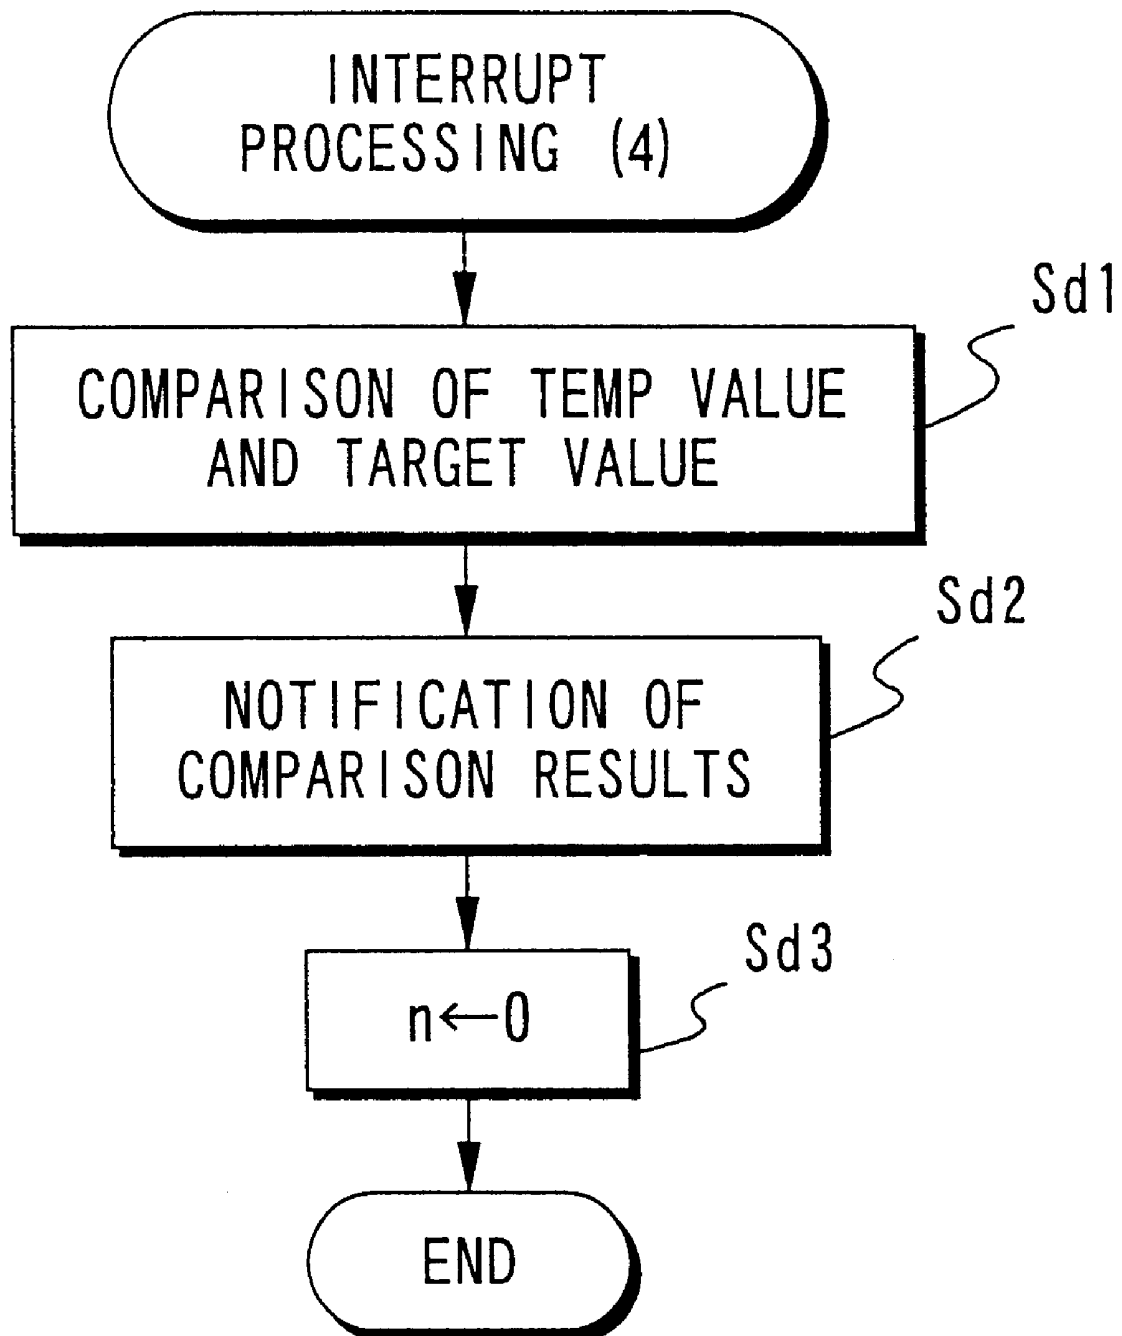 INTERRUPT
PROCESSING (4)
Sd1
COMPARISON OF TEMP VALUE
AND TARGET VALUE
Sd2
NOTIFICATION OF
COMPARISON RESULTS
Sd3
n←0
END